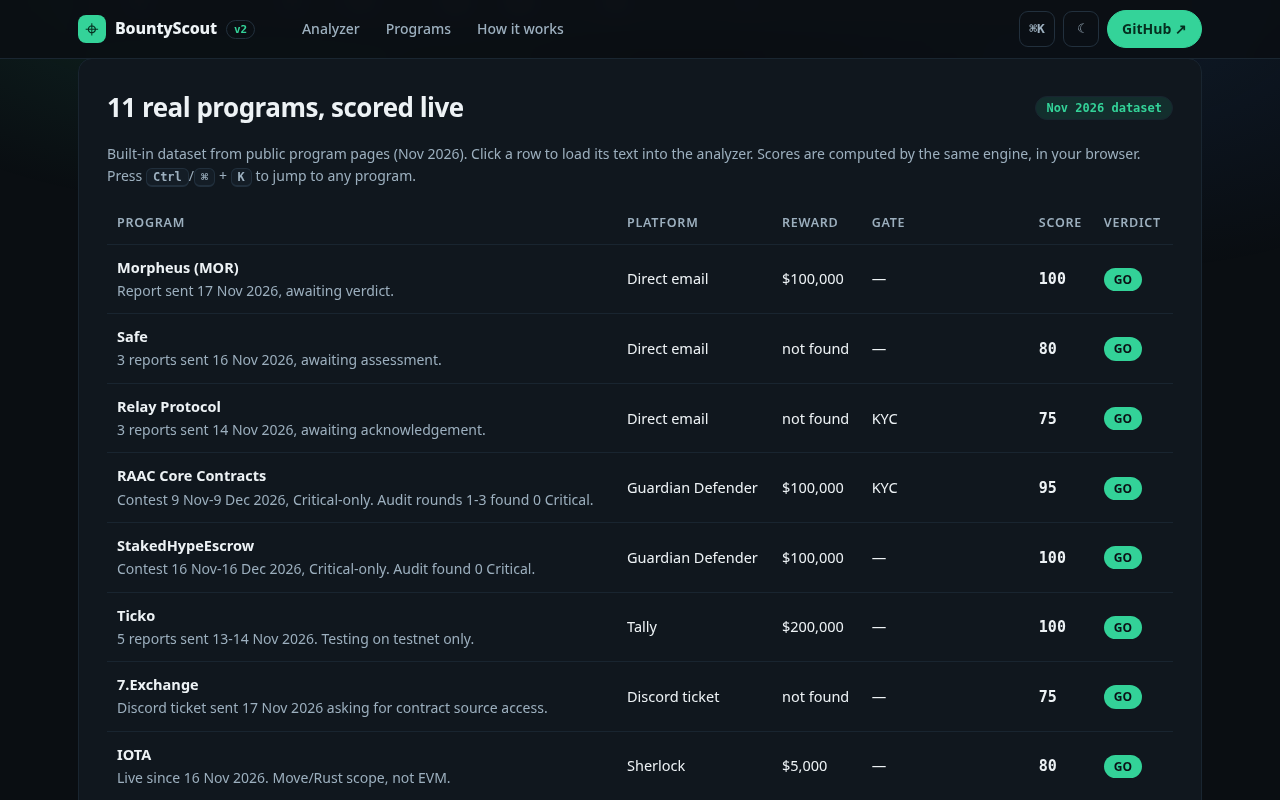 BountyScout v2 Analyzer Programs How it works ⌘K ☾ GitHub ↗
11 real programs, scored live Nov 2026 dataset
Built-in dataset from public program pages (Nov 2026). Click a row to load its text into the analyzer. Scores are computed by the same engine, in your browser.
Press Ctrl/⌘ + K to jump to any program.
PROGRAM PLATFORM REWARD GATE SCORE VERDICT
Morpheus (MOR)
Report sent 17 Nov 2026, awaiting verdict.
Direct email $100,000 — 100 GO
Safe
3 reports sent 16 Nov 2026, awaiting assessment.
Direct email not found — 80 GO
Relay Protocol
3 reports sent 14 Nov 2026, awaiting acknowledgement.
Direct email not found KYC 75 GO
RAAC Core Contracts
Contest 9 Nov-9 Dec 2026, Critical-only. Audit rounds 1-3 found 0 Critical.
Guardian Defender $100,000 KYC 95 GO
StakedHypeEscrow
Contest 16 Nov-16 Dec 2026, Critical-only. Audit found 0 Critical.
Guardian Defender $100,000 — 100 GO
Ticko
5 reports sent 13-14 Nov 2026. Testing on testnet only.
Tally $200,000 — 100 GO
7.Exchange
Discord ticket sent 17 Nov 2026 asking for contract source access.
Discord ticket not found — 75 GO
IOTA
Live since 16 Nov 2026. Move/Rust scope, not EVM.
Sherlock $5,000 — 80 GO